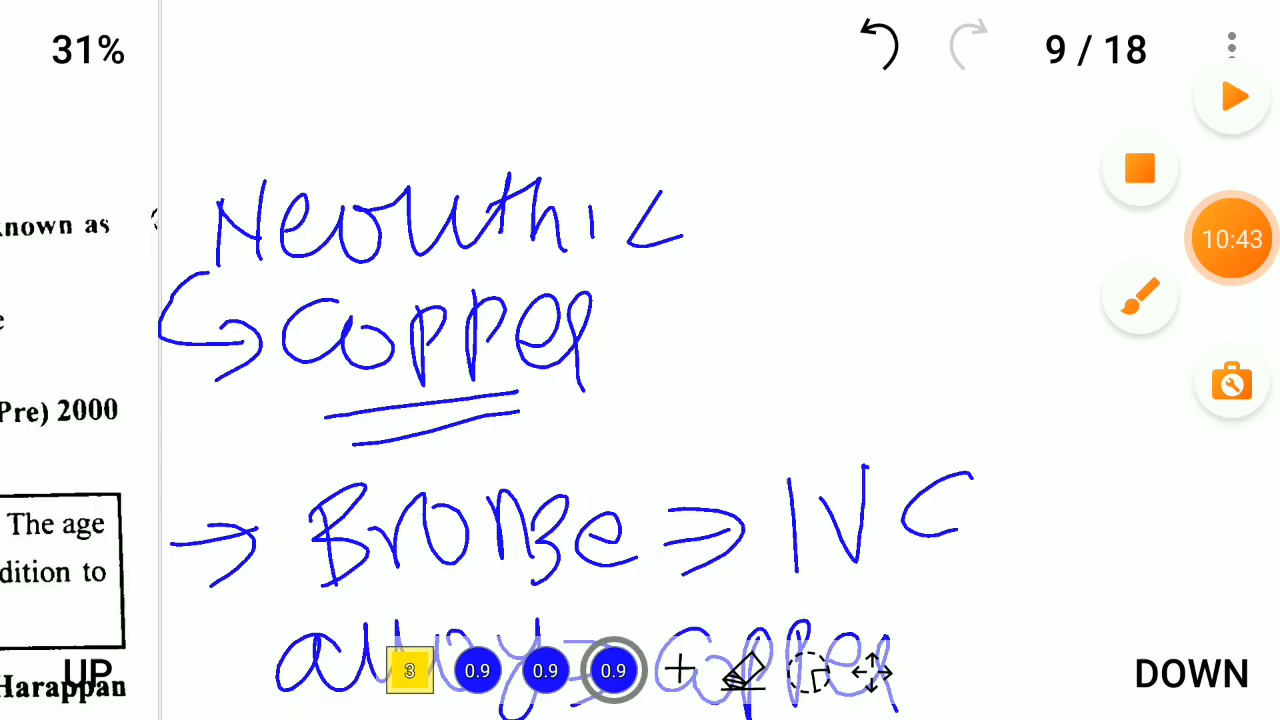 31%
9 / 18
known as
10:43
Neolithic
Copper
Pre) 2000
Bronze => IVC
The age
dition to
alloy = Copper
3 0.9 0.9 0.9
UP
DOWN
Harappan